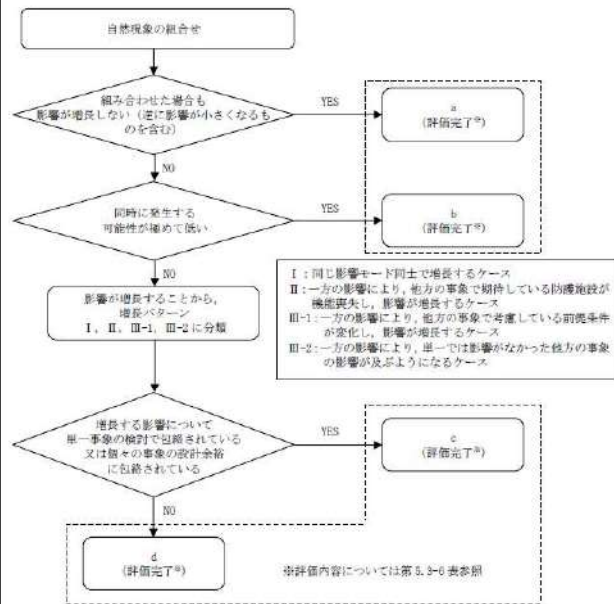 自然現象の組合せ
組み合わせた場合も
影響が増長しない（逆に影響が小さくなるも
のを含む）
YES
a
（評価完了※）
NO
同時に発生する
可能性が極めて低い
YES
b
（評価完了※）
NO
影響が増長することから，
増長パターン
Ⅰ，Ⅱ，Ⅲ-1，Ⅲ-2に分類
Ⅰ：同じ影響モード同士で増長するケース
Ⅱ：一方の影響により，他方の事象で期待している防護施設が
機能喪失し，影響が増長するケース
Ⅲ-1：一方の影響により，他方の事象で考慮している前提条件
が変化し，影響が増長するケース
Ⅲ-2：一方の影響により，単一では影響がなかった他方の事象
の影響が及ぶようになるケース
増長する影響について
単一事象の検討で包絡されている
又は個々の事象の設計余裕
に包絡されている
YES
c
（評価完了※）
NO
d
（評価完了※）
※評価内容については第5.3-6表参照